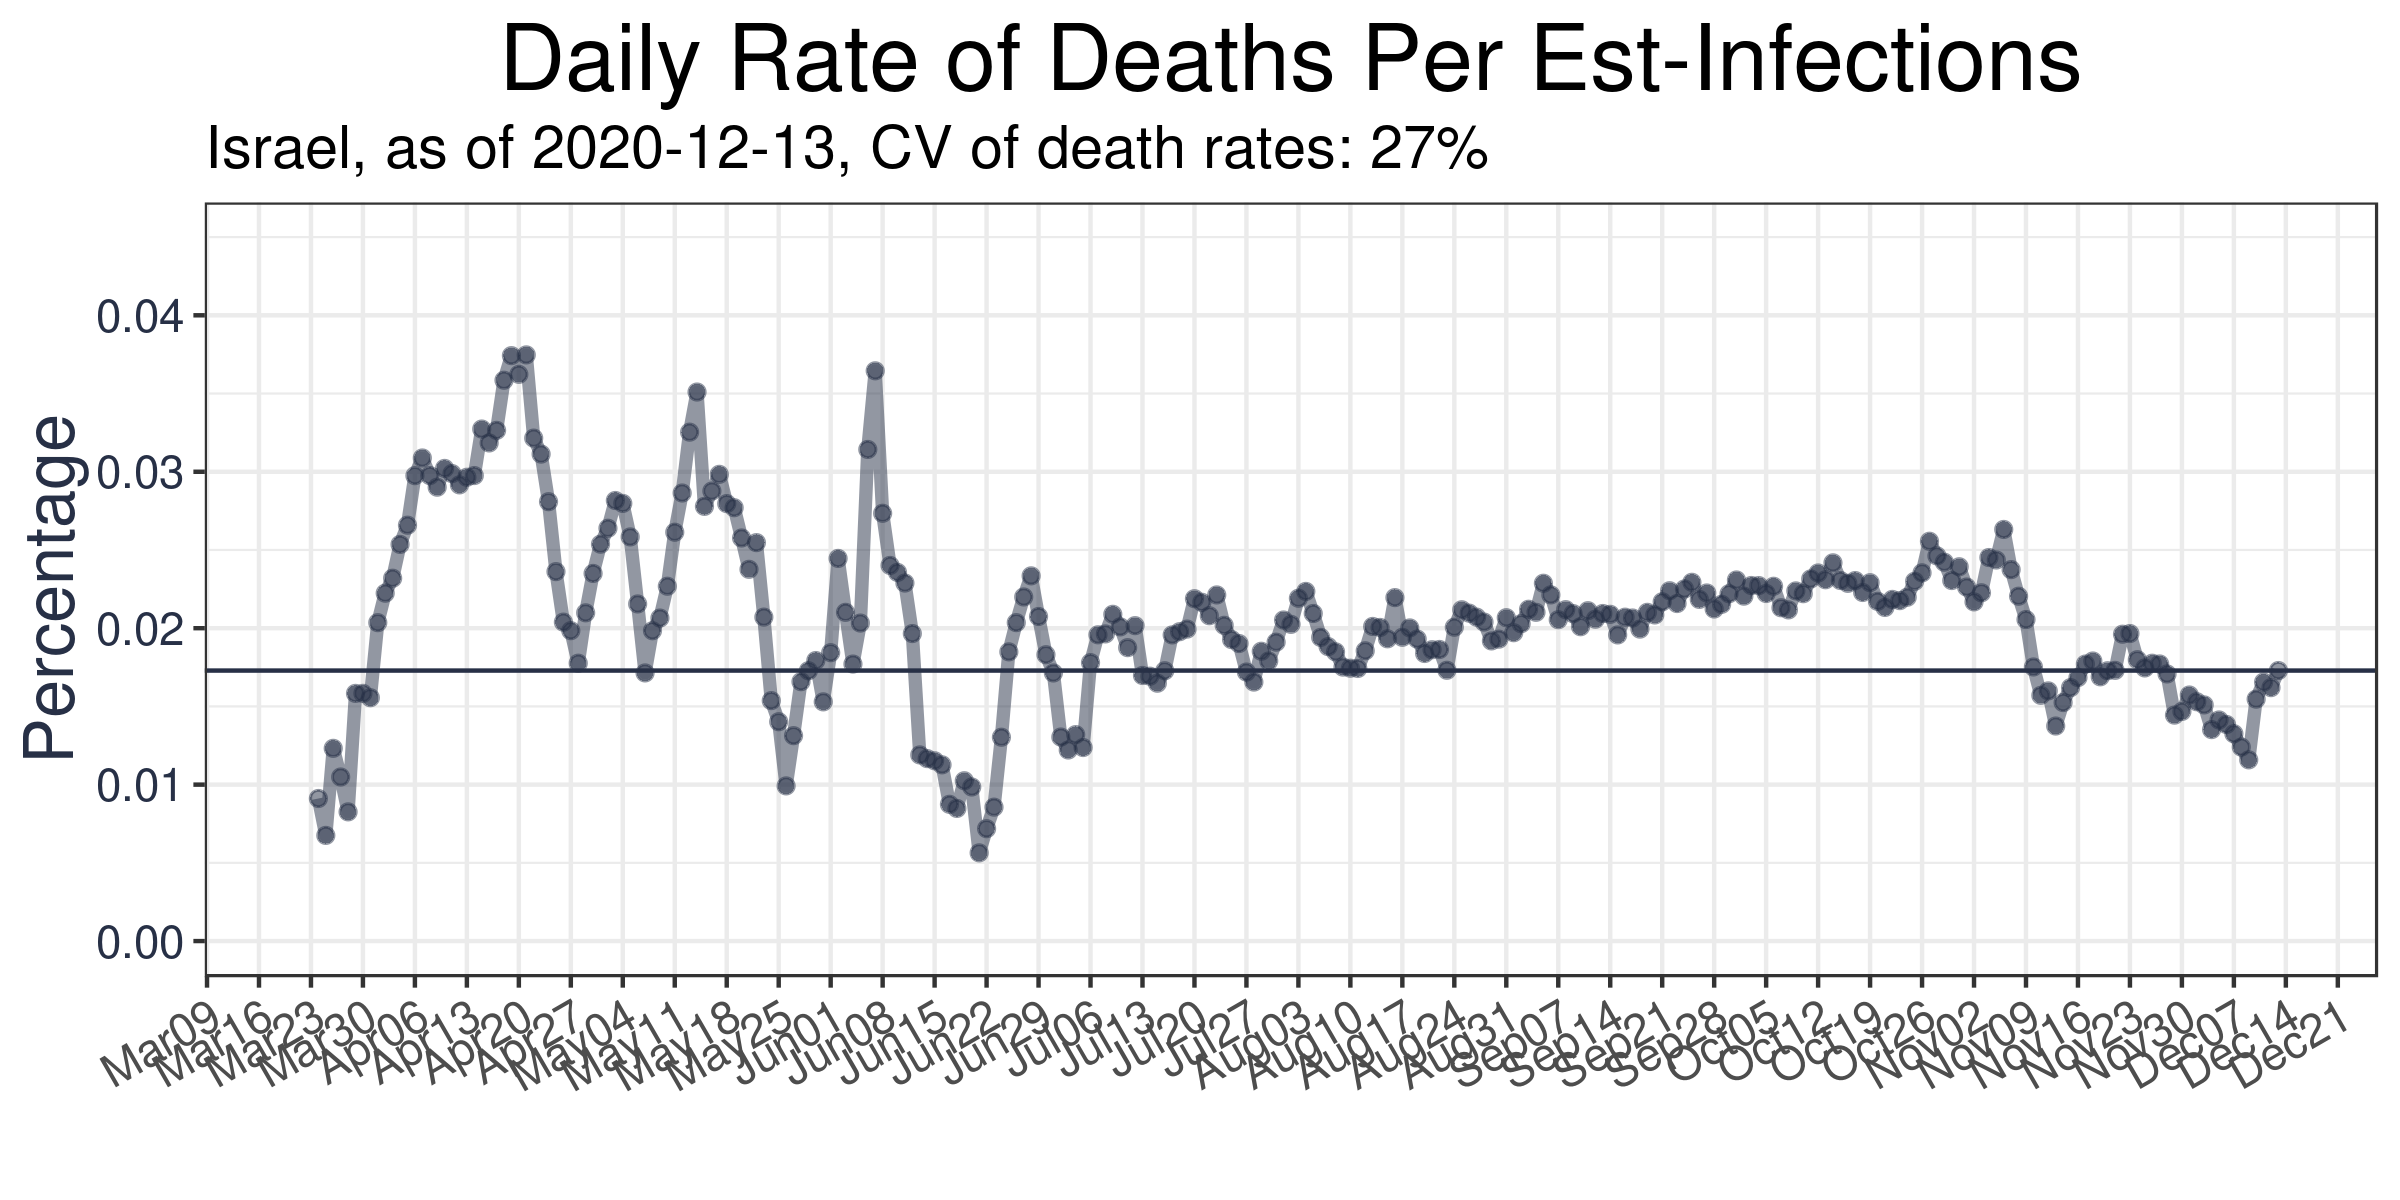 Daily Rate of Deaths Per Est-Infections
Israel, as of 2020-12-13, CV of death rates: 27%
Percentage
0.04
0.03
0.02
0.01
0.00
Mar09 Mar16 Mar23 Mar30 Apr06 Apr13 Apr20 Apr27 May04 May11 May18 May25 Jun01 Jun08 Jun15 Jun22 Jun29 Jul06 Jul13 Jul20 Jul27 Aug03 Aug10 Aug17 Aug24 Aug31 Sep07 Sep14 Sep21 Sep28 Oct05 Oct12 Oct19 Oct26 Nov02 Nov09 Nov16 Nov23 Nov30 Dec07 Dec14 Dec21